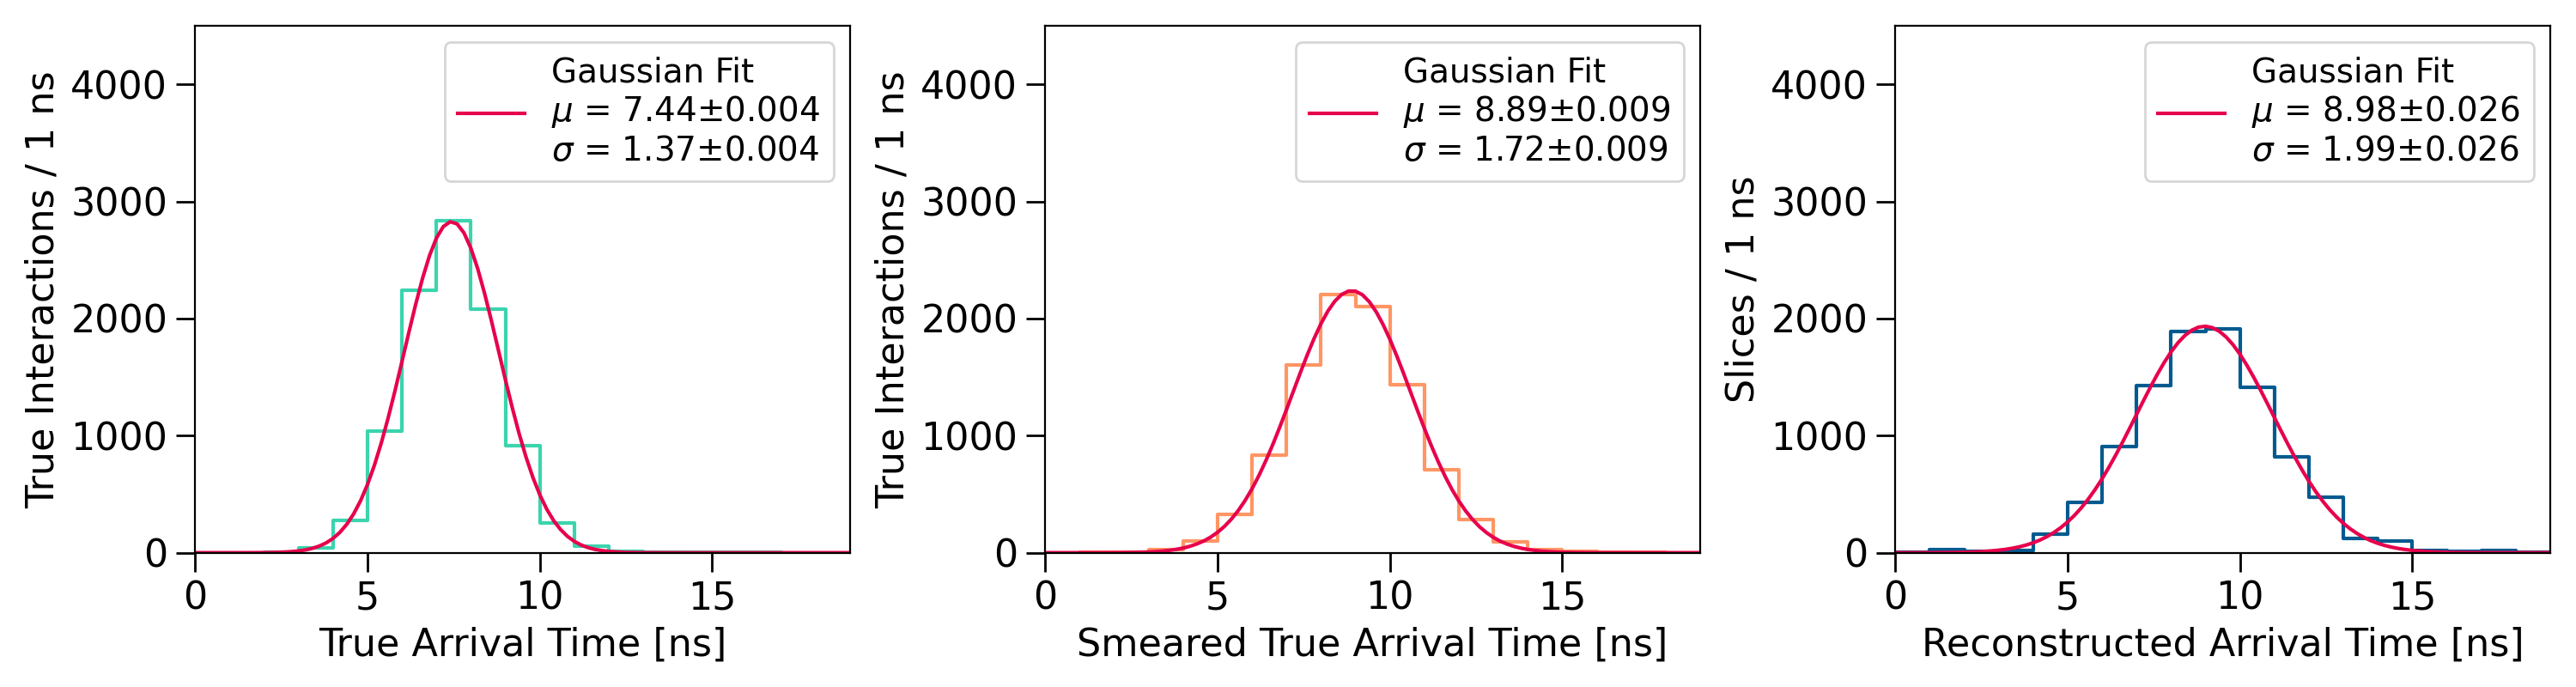 True Interactions / 1 ns
4000
3000
2000
1000
0
0 5 10 15
True Arrival Time [ns]
Gaussian Fit
μ = 7.44±0.004
σ = 1.37±0.004
True Interactions / 1 ns
4000
3000
2000
1000
0
0 5 10 15
Smeared True Arrival Time [ns]
Gaussian Fit
μ = 8.89±0.009
σ = 1.72±0.009
Slices / 1 ns
4000
3000
2000
1000
0
0 5 10 15
Reconstructed Arrival Time [ns]
Gaussian Fit
μ = 8.98±0.026
σ = 1.99±0.026